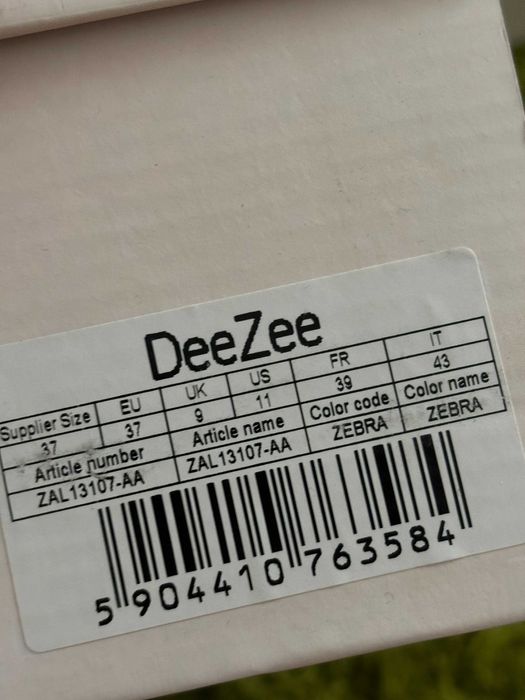 DeeZee
Supplier Size EU UK US FR IT
37 37 9 11 39 43
Article number Article name Color code Color name
ZAL13107-AA ZAL13107-AA ZEBRA ZEBRA
5 904410 763584